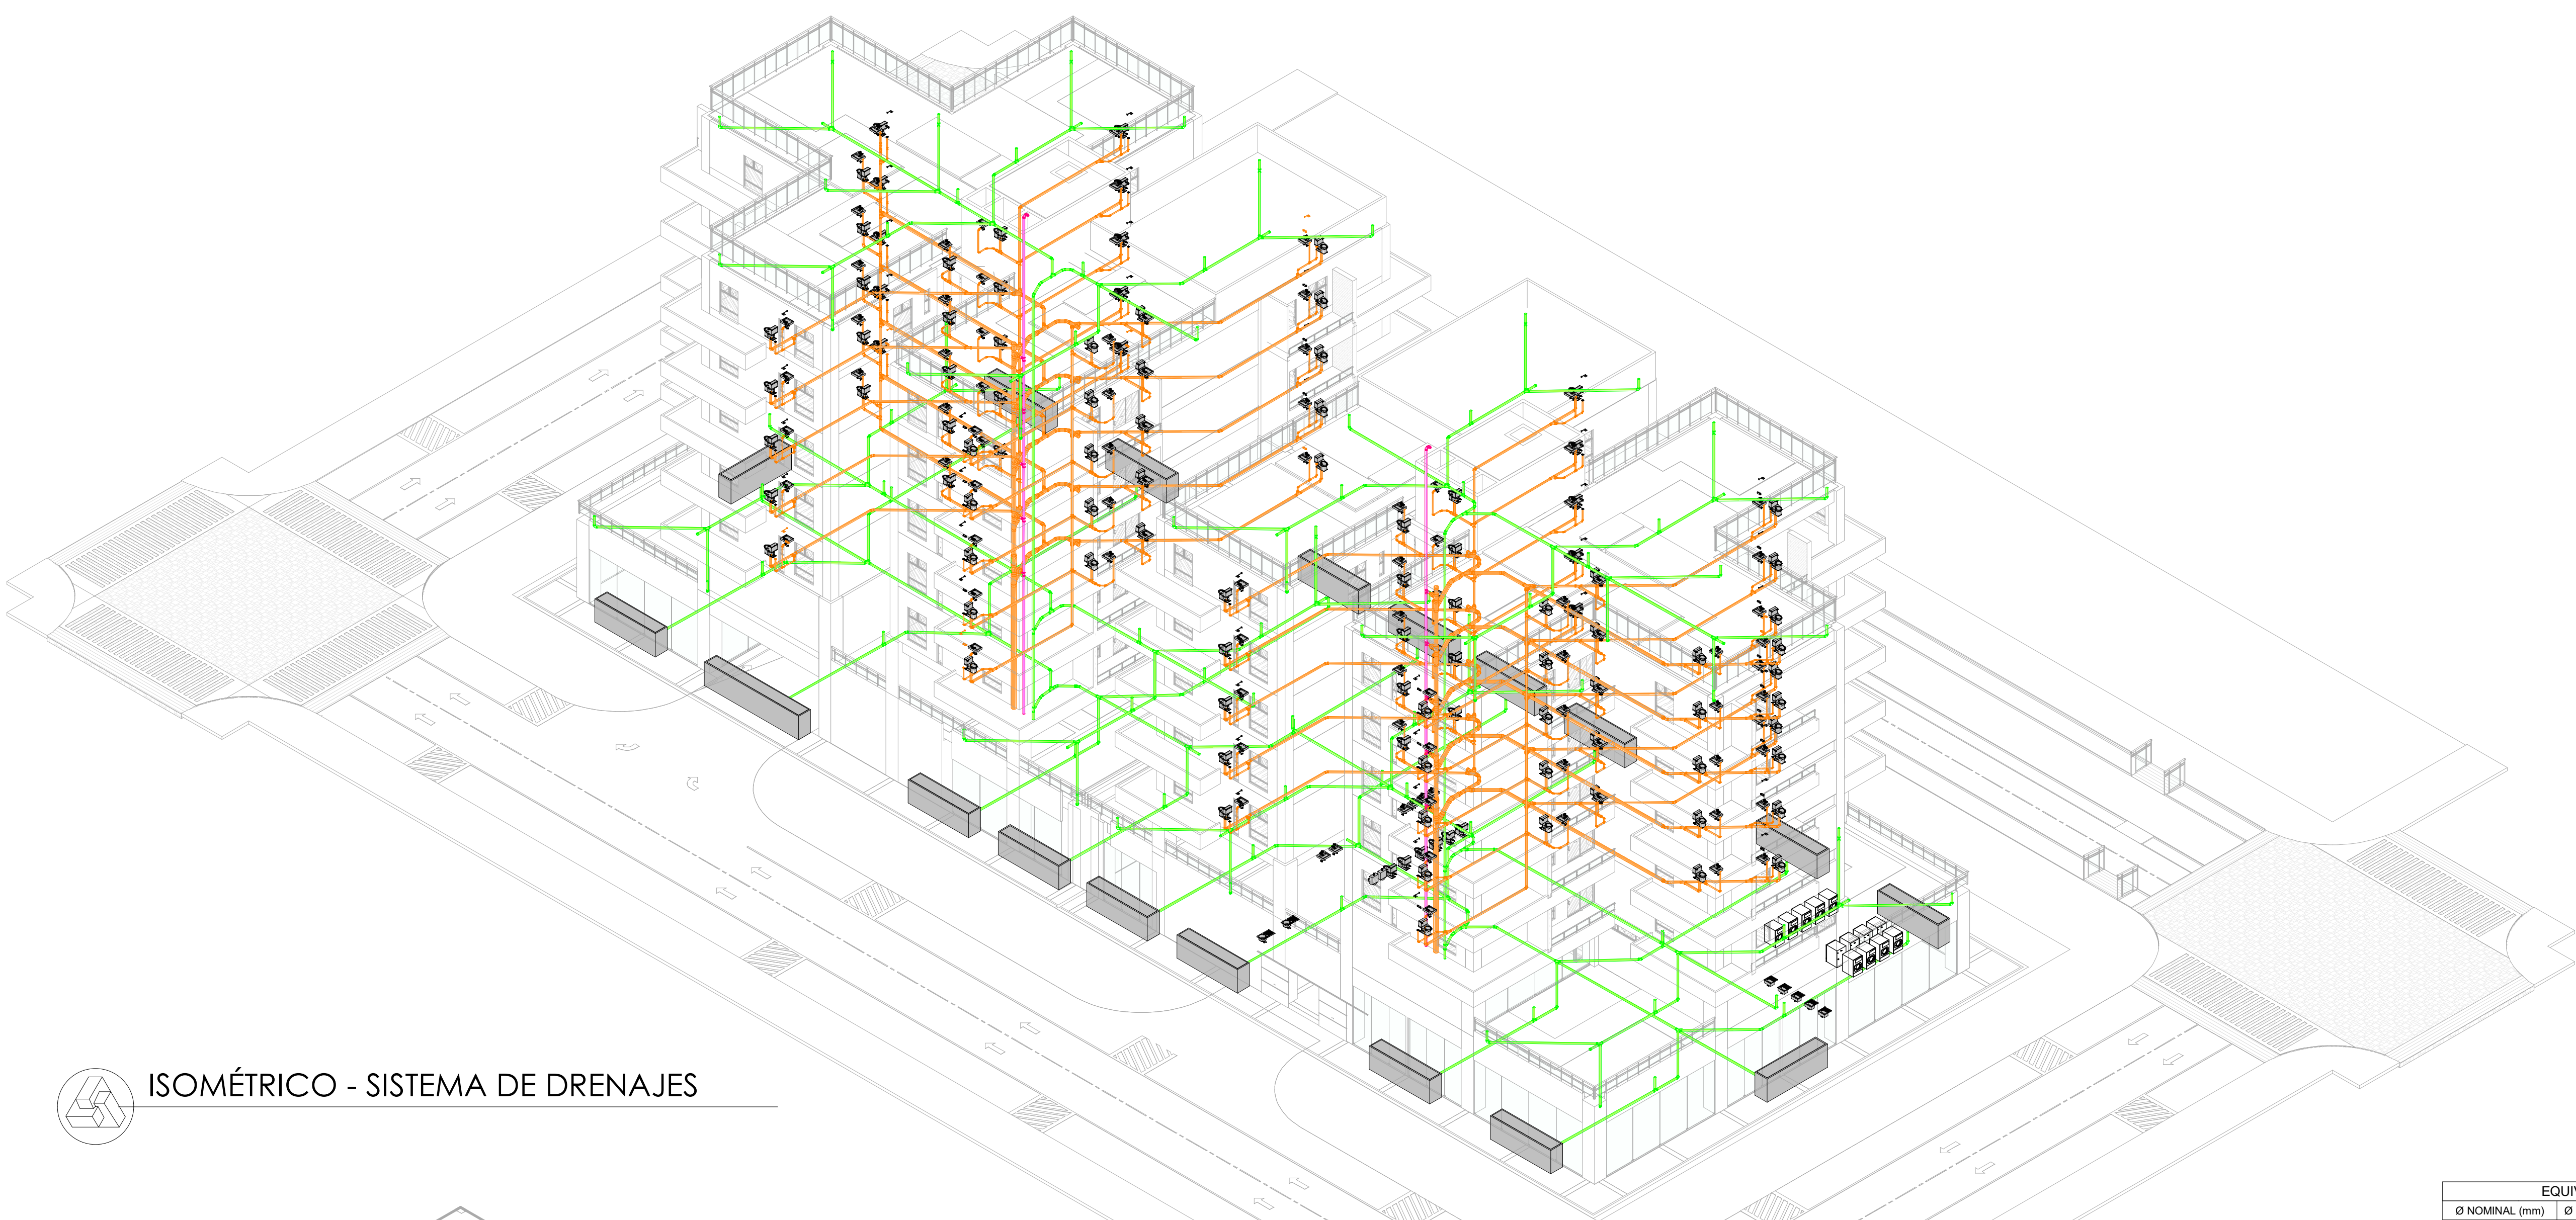 ISOMÉTRICO - SISTEMA DE DRENAJES
Ø NOMINAL (mm)
Ø